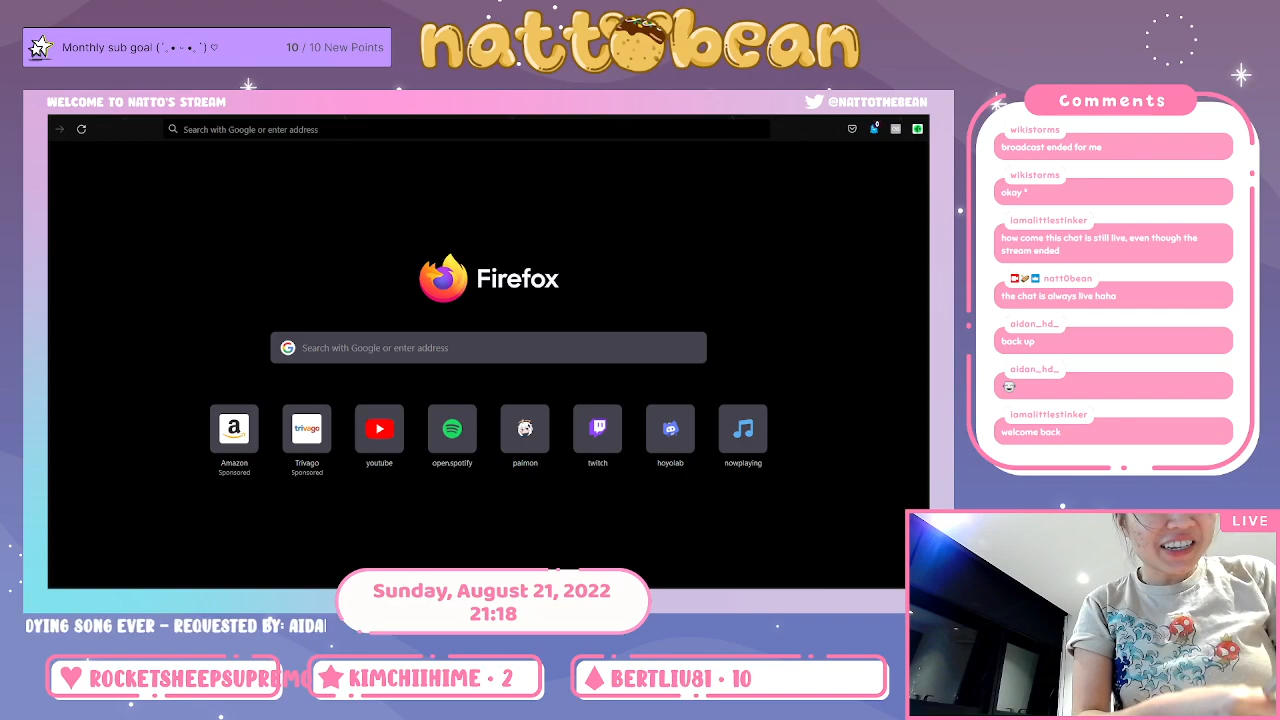 Monthly sub goal (´｡• ᵕ •｡`) ♡
10 / 10 New Points
natt bean
WELCOME TO NATTO'S STREAM
@NATTOTHEBEAN
Search with Google or enter address
0
Firefox
Search with Google or enter address
Amazon
Sponsored
trivago
Trivago
Sponsored
youtube
open.spotify
paimon
twitch
hoyolab
nowplaying
Comments
wikistorms
broadcast ended for me
wikistorms
okay *
iamalittlestinker
how come this chat is still live, even though the
stream ended
natt0bean
the chat is always live haha
aidan_hd_
back up
aidan_hd_
iamalittlestinker
welcome back
LIVE
Sunday, August 21, 2022
21:18
DYING SONG EVER - REQUESTED BY: AIDA
ROCKETSHEEPSUPREM
KIMCHIIHIME · 2
BERTLIU81 · 10